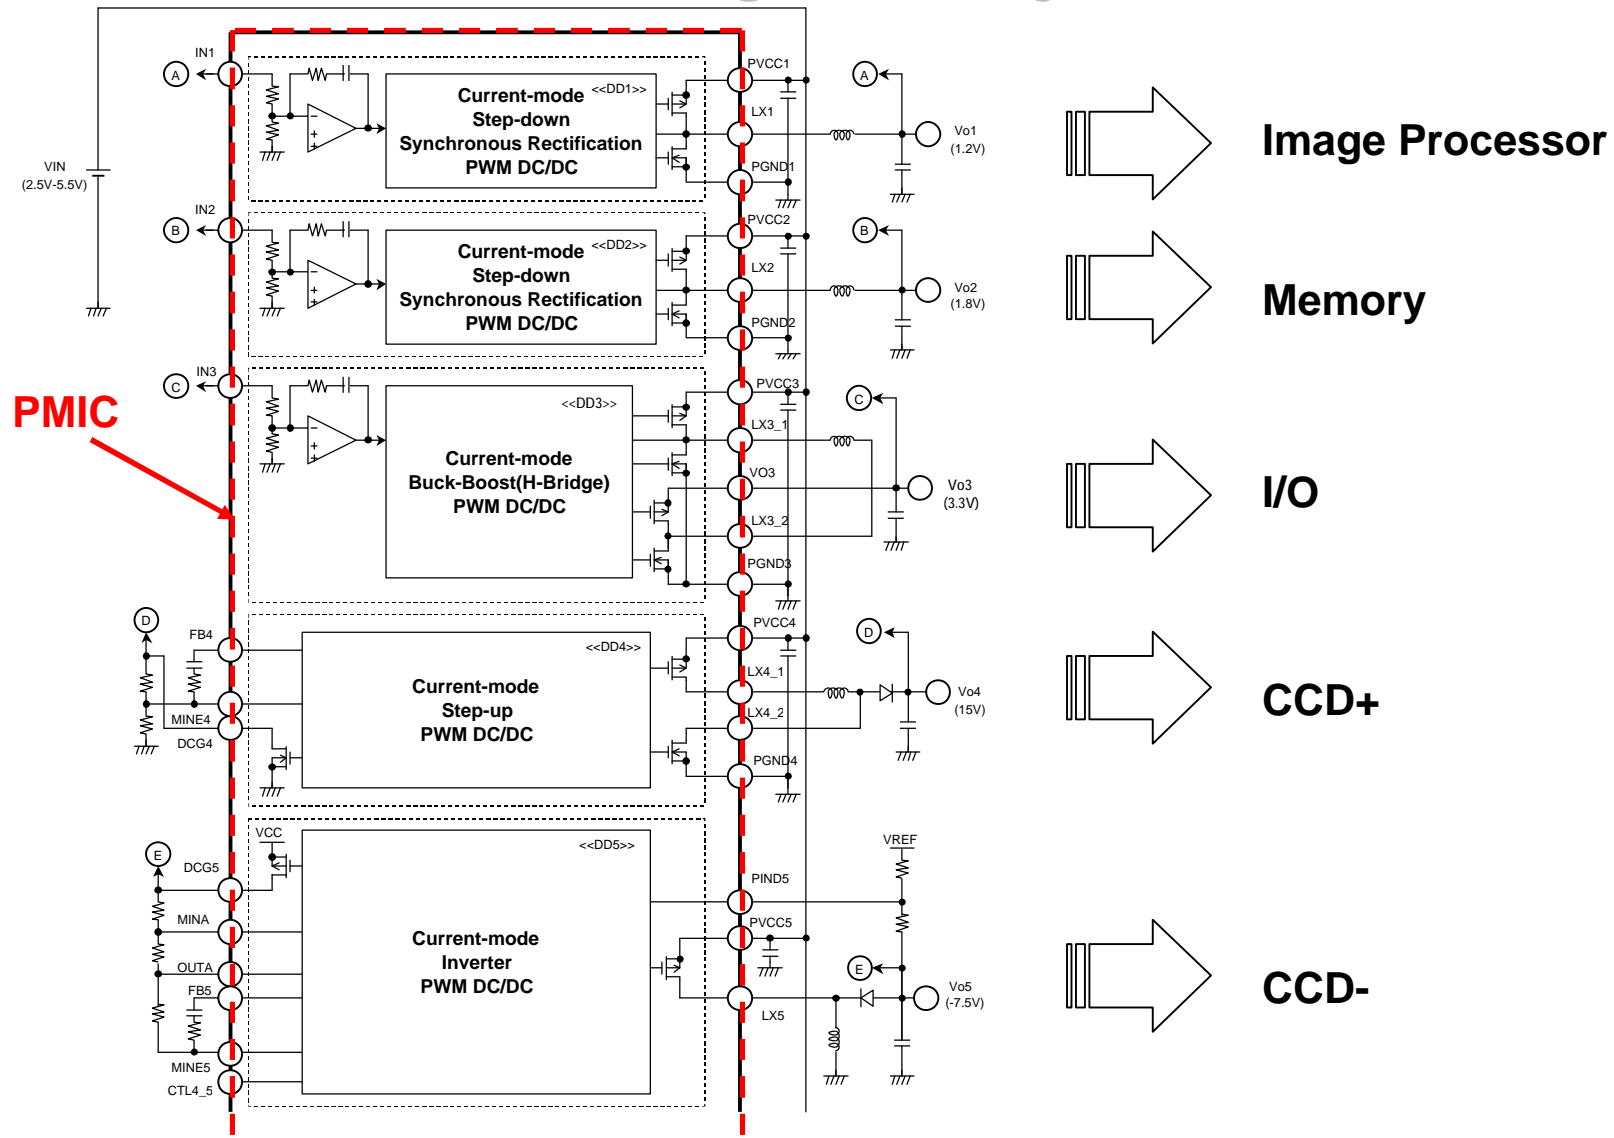 IN1
A
<<DD1>>
Current-mode
Step-down
Synchronous Rectification
PWM DC/DC
PVCC1
LX1
PGND1
A
Vo1
(1.2V)
Image Processor
VIN
(2.5V-5.5V)
IN2
B
<<DD2>>
Current-mode
Step-down
Synchronous Rectification
PWM DC/DC
PVCC2
LX2
PGND2
B
Vo2
(1.8V)
Memory
PMIC
IN3
C
<<DD3>>
Current-mode
Buck-Boost(H-Bridge)
PWM DC/DC
PVCC3
LX3_1
VO3
LX3_2
PGND3
C
Vo3
(3.3V)
I/O
D
FB4
MINE4
DCG4
<<DD4>>
Current-mode
Step-up
PWM DC/DC
PVCC4
LX4_1
LX4_2
PGND4
D
Vo4
(15V)
CCD+
E
DCG5
MINA
OUTA
FB5
MINE5
CTL4_5
VCC
<<DD5>>
Current-mode
Inverter
PWM DC/DC
PIND5
PVCC5
LX5
VREF
E
Vo5
(-7.5V)
CCD-